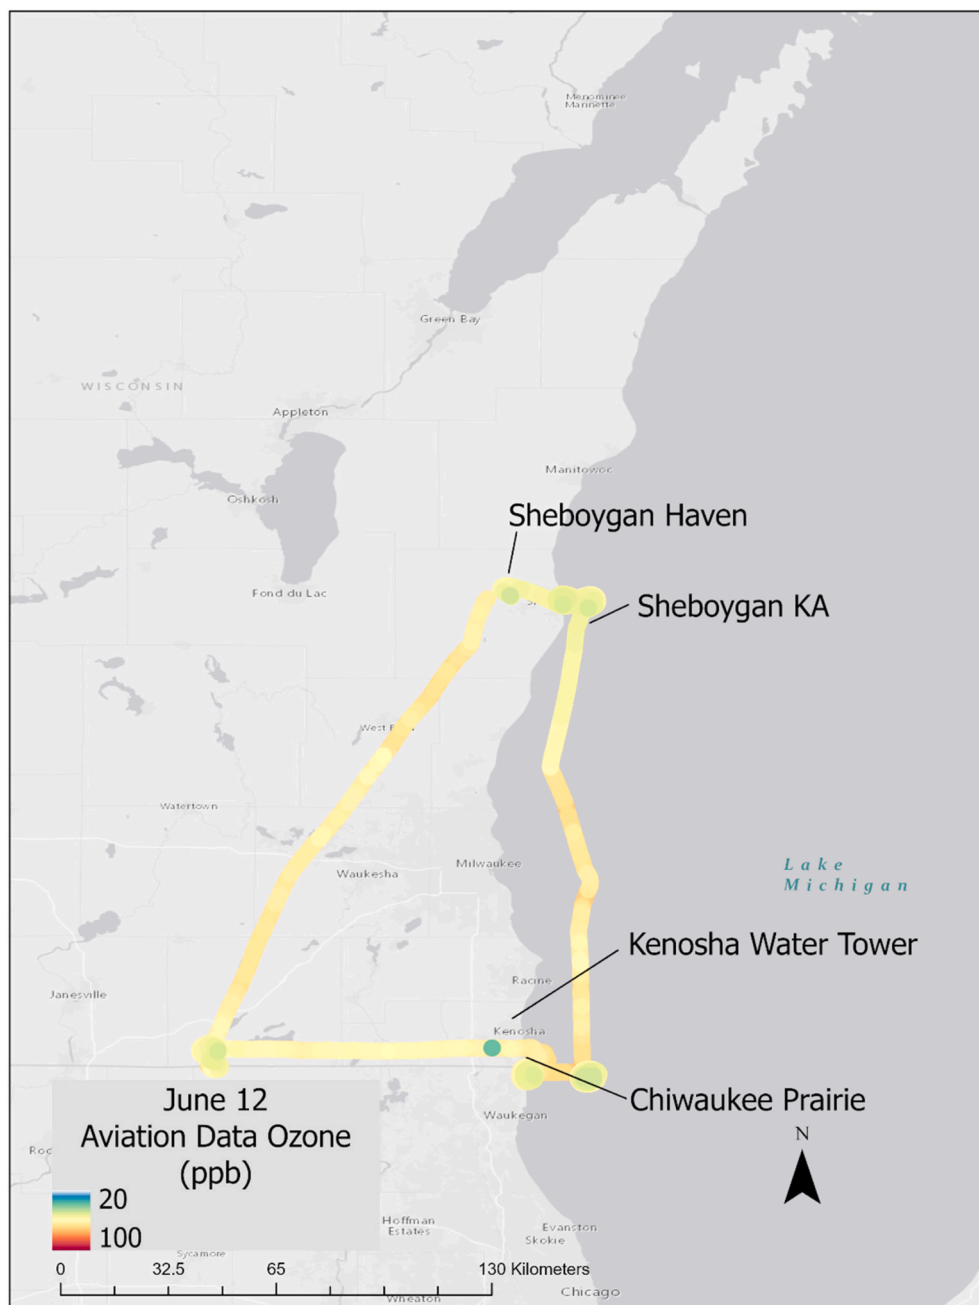 Menominee
Marinette
Green Bay
WISCONSIN
Appleton
Manitowoc
Oshkosh
Sheboygan Haven
Fond du Lac
Sheboygan KA
West
Watertown
Milwaukee
Waukesha
Lake
Michigan
Kenosha Water Tower
Racine
Janesville
Kenosha
Chiwaukee Prairie
Waukegan
June 12
Aviation Data Ozone
(ppb)
N
20
100
Hoffman
Estates
Evanston
Skokie
Sycamore
0 32.5 65 130 Kilometers
Wheaton
Chicago